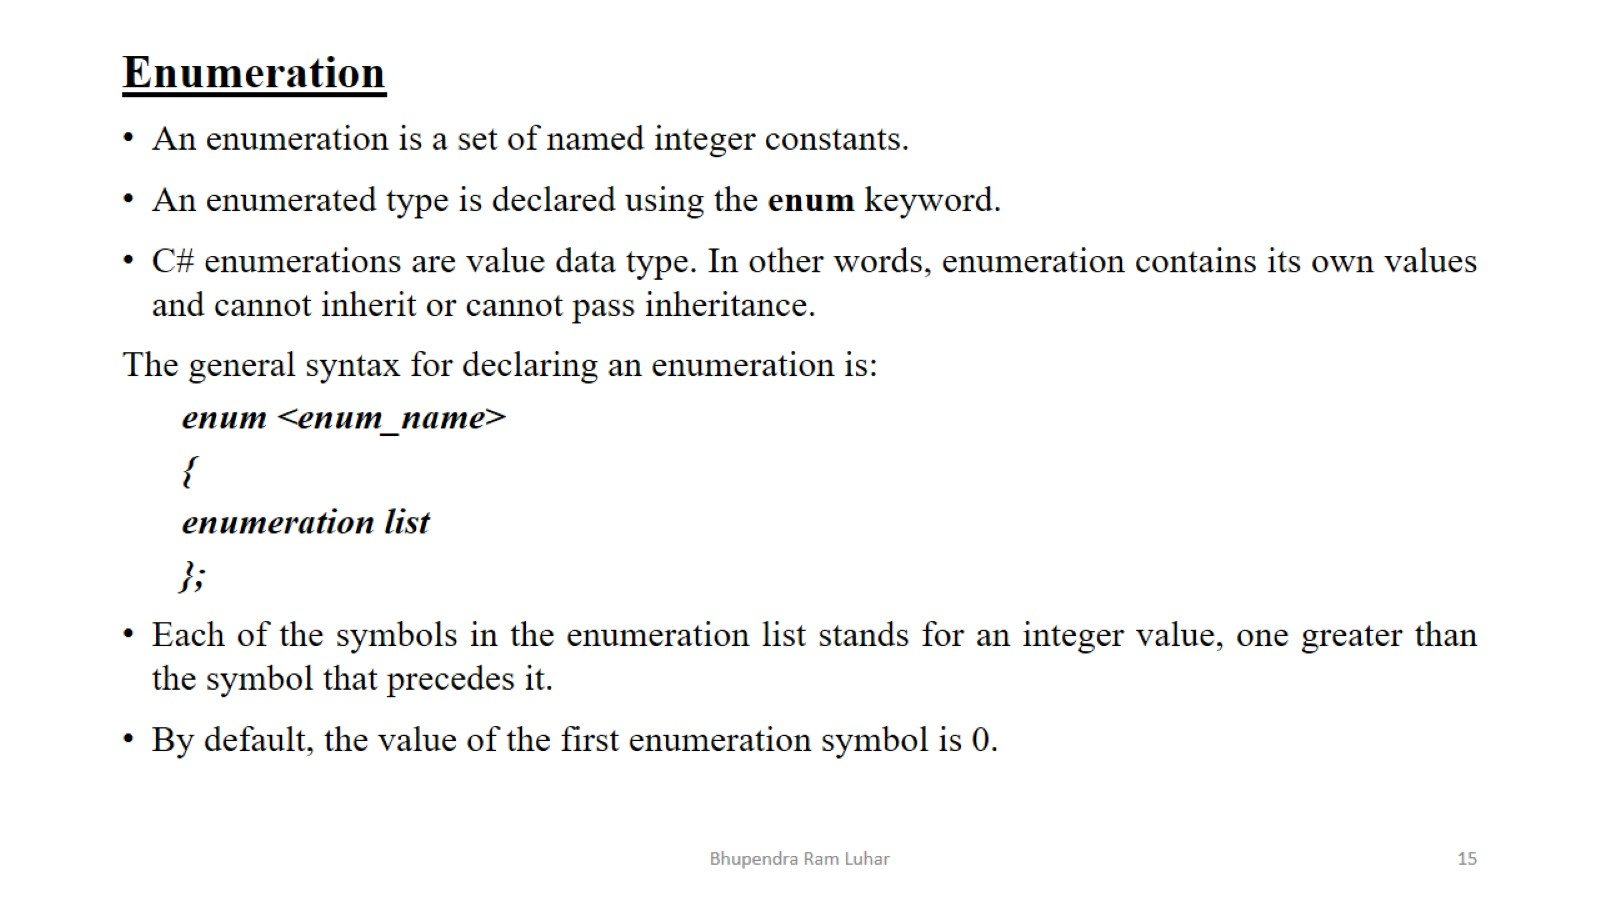 Enumeration
• An enumeration is a set of named integer constants.
• An enumerated type is declared using the enum keyword.
• C# enumerations are value data type. In other words, enumeration contains its own values
and cannot inherit or cannot pass inheritance.
The general syntax for declaring an enumeration is:
enum <enum_name>
{
enumeration list
};
• Each of the symbols in the enumeration list stands for an integer value, one greater than
the symbol that precedes it.
• By default, the value of the first enumeration symbol is 0.
Bhupendra Ram Luhar
15